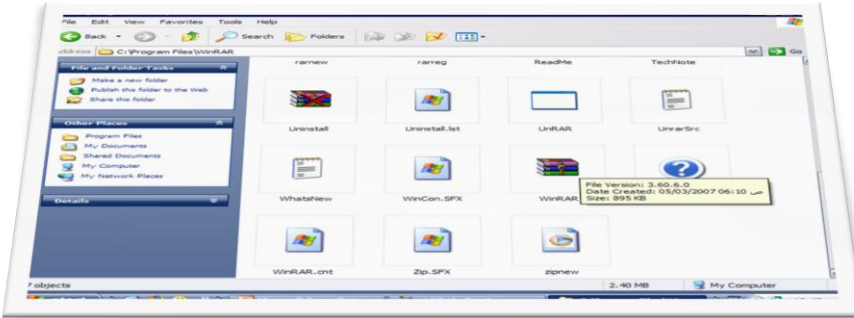 File Edit View Favorites Tools Help
Back Search Folders
Address C:\Program Files\WinRAR Go
File and Folder Tasks
Make a new folder
Publish this folder to the Web
Share this folder
Other Places
Program Files
My Documents
Shared Documents
My Computer
My Network Places
Details
rarnew rarreg ReadMe TechNote
Uninstall Uninstall.lst UnRAR UnrarSrc
WhatsNew WinCon.SFX WinRAR
File Version: 3.60.6.0
Date Created: 05/03/2007 06:10 ص
Size: 895 KB
WinRAR.cnt Zip.SFX zipnew
objects 2.40 MB My Computer